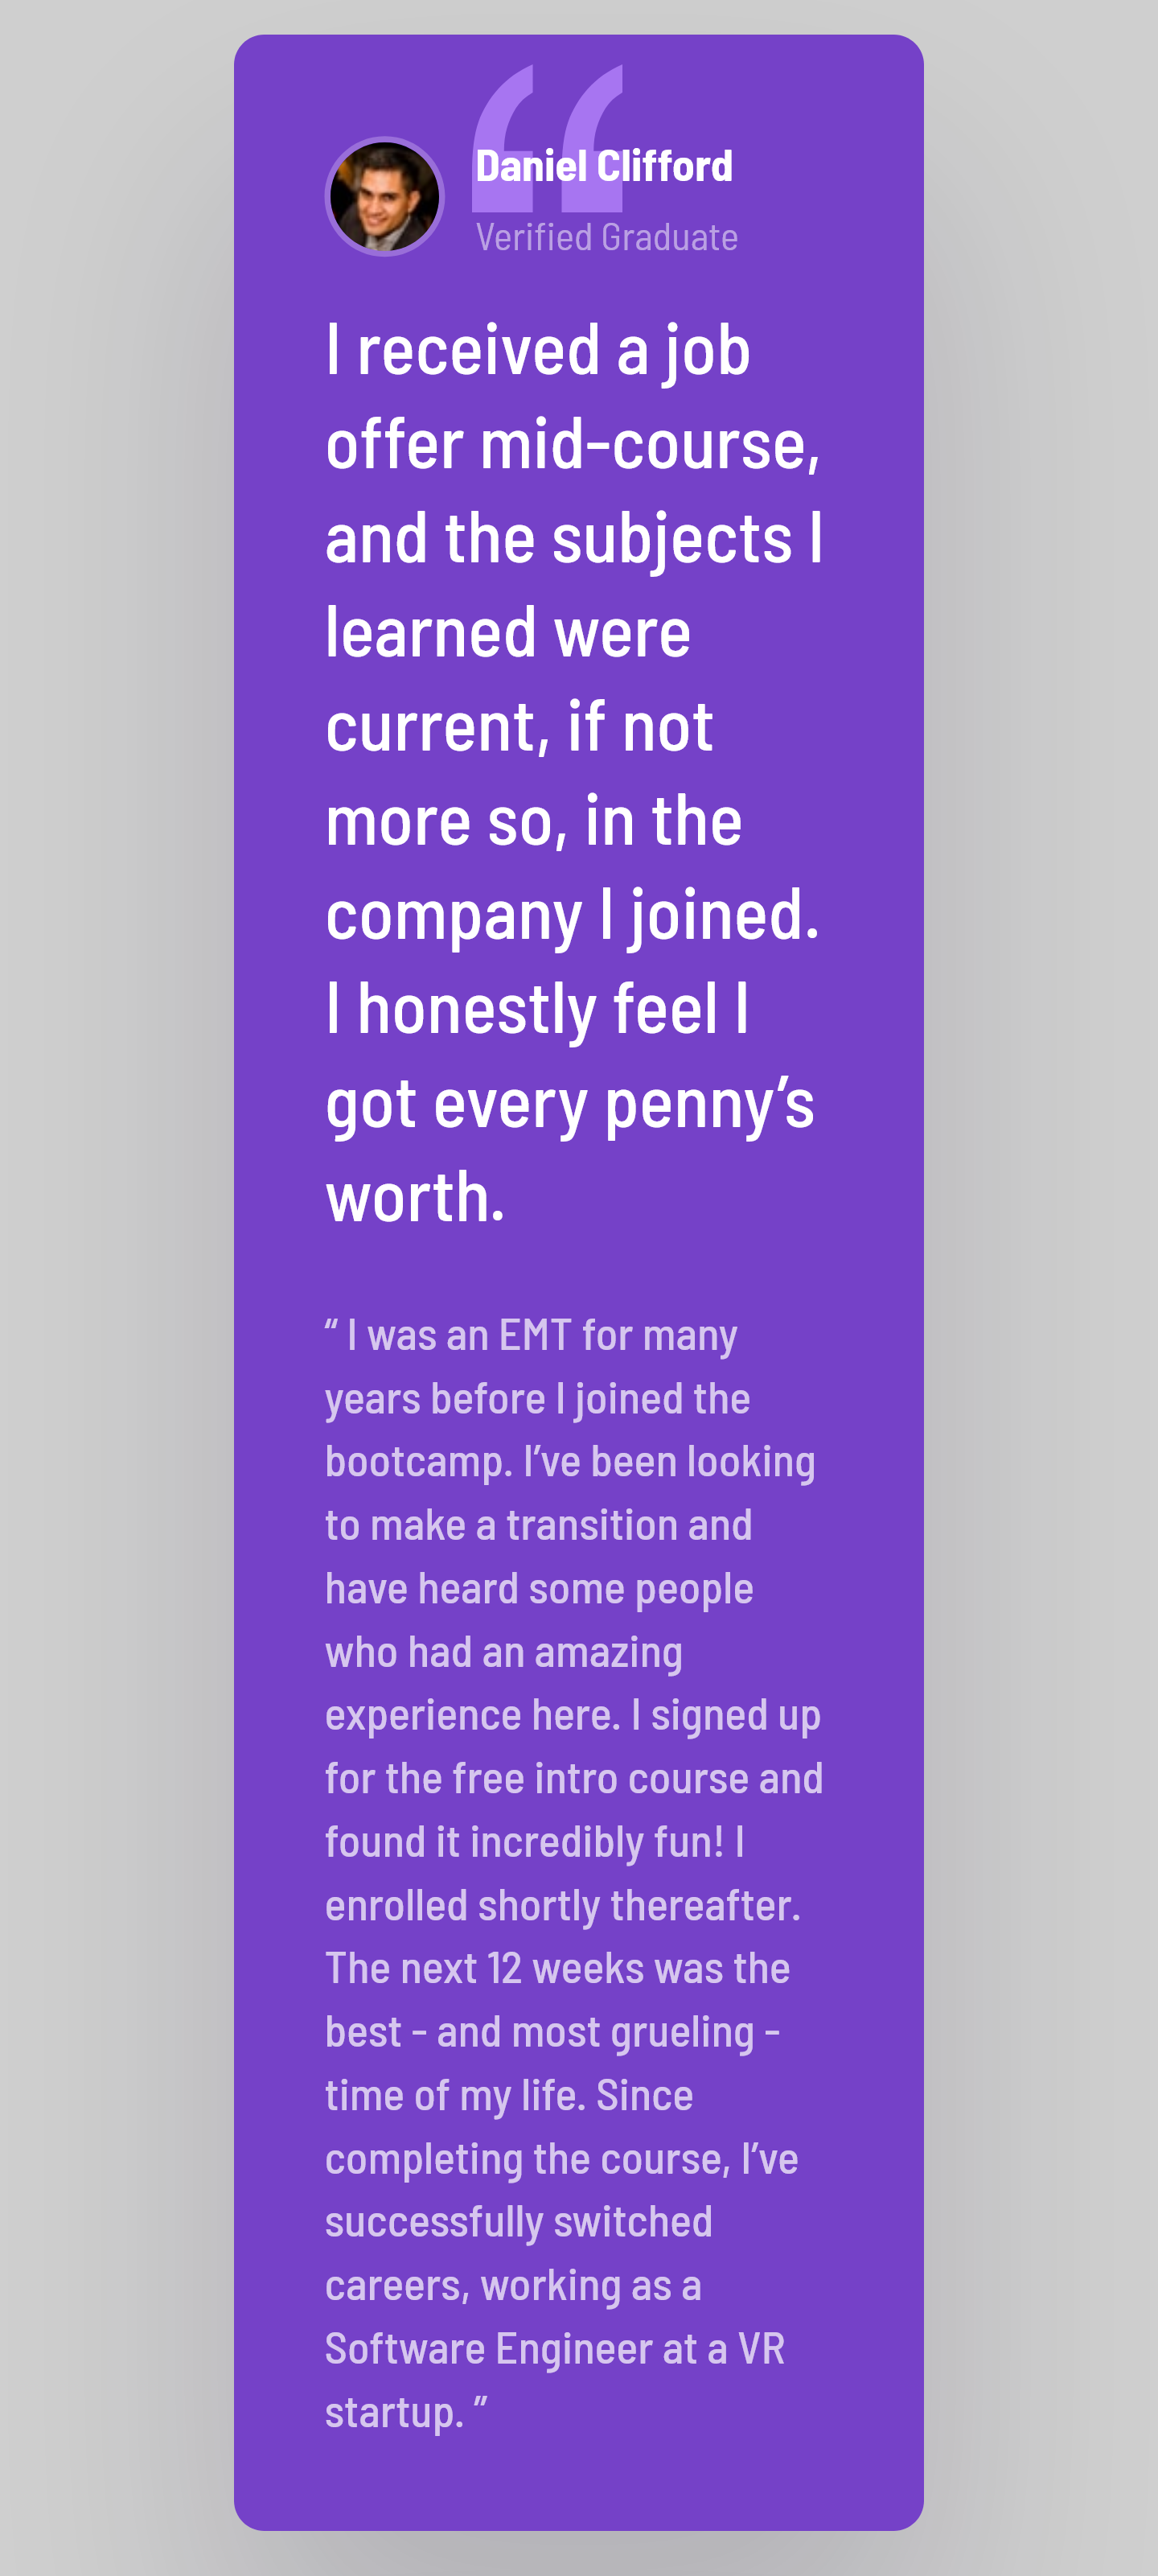 Daniel Clifford
Verified Graduate
I received a job
offer mid-course,
and the subjects I
learned were
current, if not
more so, in the
company I joined.
I honestly feel I
got every penny’s
worth.
“ I was an EMT for many
years before I joined the
bootcamp. I’ve been looking
to make a transition and
have heard some people
who had an amazing
experience here. I signed up
for the free intro course and
found it incredibly fun! I
enrolled shortly thereafter.
The next 12 weeks was the
best - and most grueling -
time of my life. Since
completing the course, I’ve
successfully switched
careers, working as a
Software Engineer at a VR
startup. ”